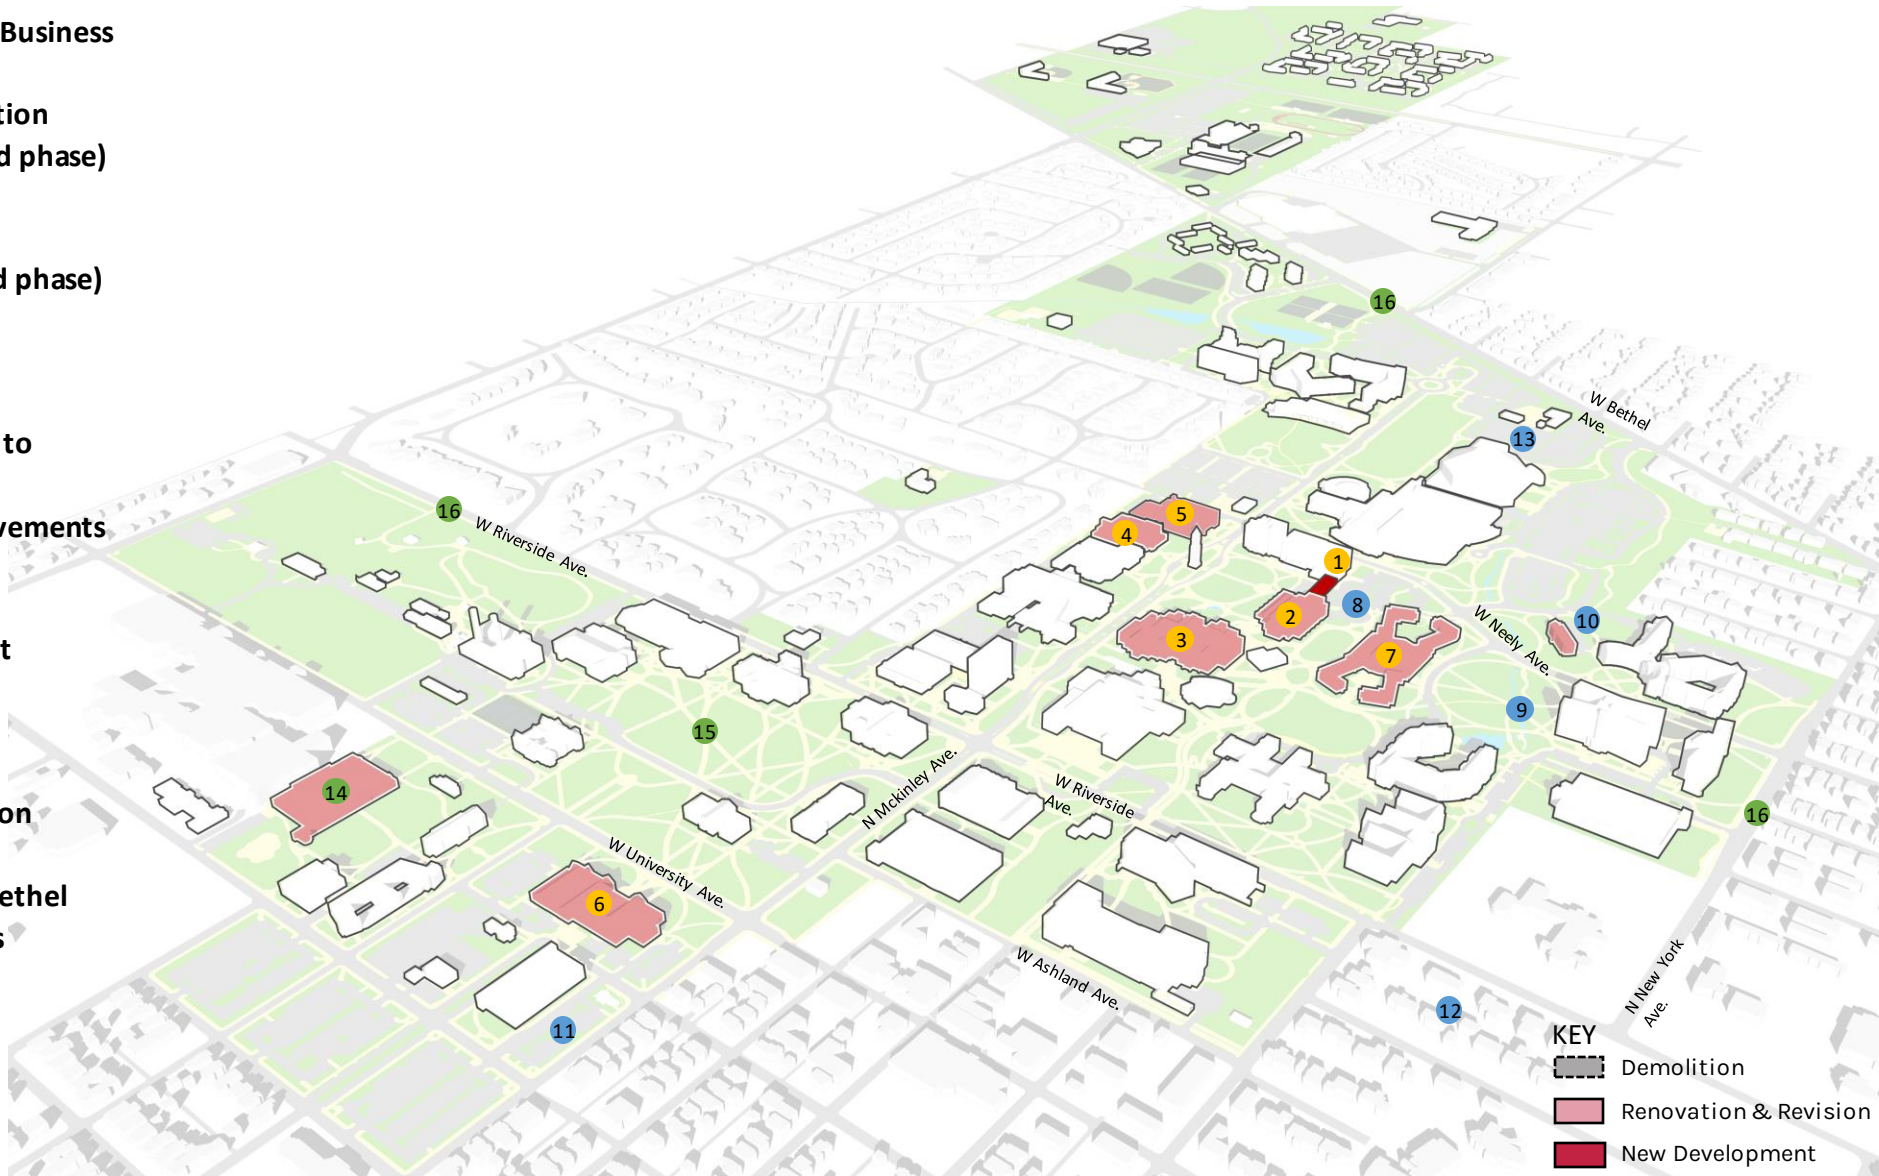 Business
tion
d phase)
d phase)
to
vements
t
on
ethel
s
16
W Bethel
Ave.
13
16
W Riverside Ave.
5
4
1
8
2
10
3
W Neely Ave.
7
9
15
N Mckinley Ave.
14
W Riverside
Ave.
16
W University Ave.
6
W Ashland Ave.
N New York
Ave.
12
11
KEY
Demolition
Renovation & Revision
New Development